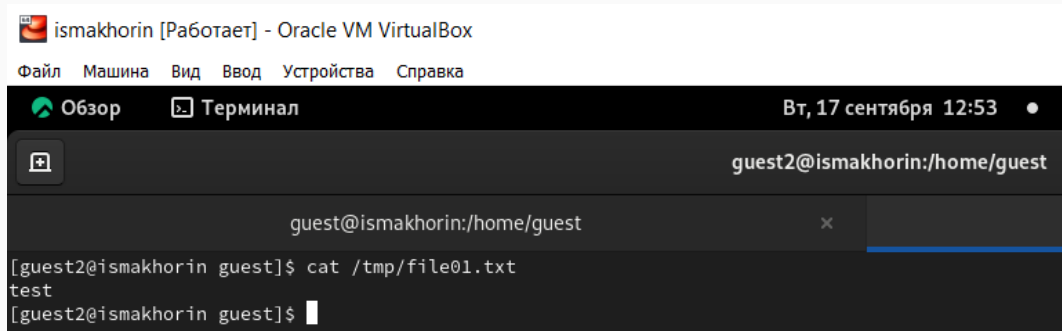 ismakhorin [Работает] - Oracle VM VirtualBox
Файл Машина Вид Ввод Устройства Справка
Обзор Терминал Вт, 17 сентября 12:53
guest2@ismakhorin:/home/guest
guest@ismakhorin:/home/guest ×
[guest2@ismakhorin guest]$ cat /tmp/file01.txt
test
[guest2@ismakhorin guest]$